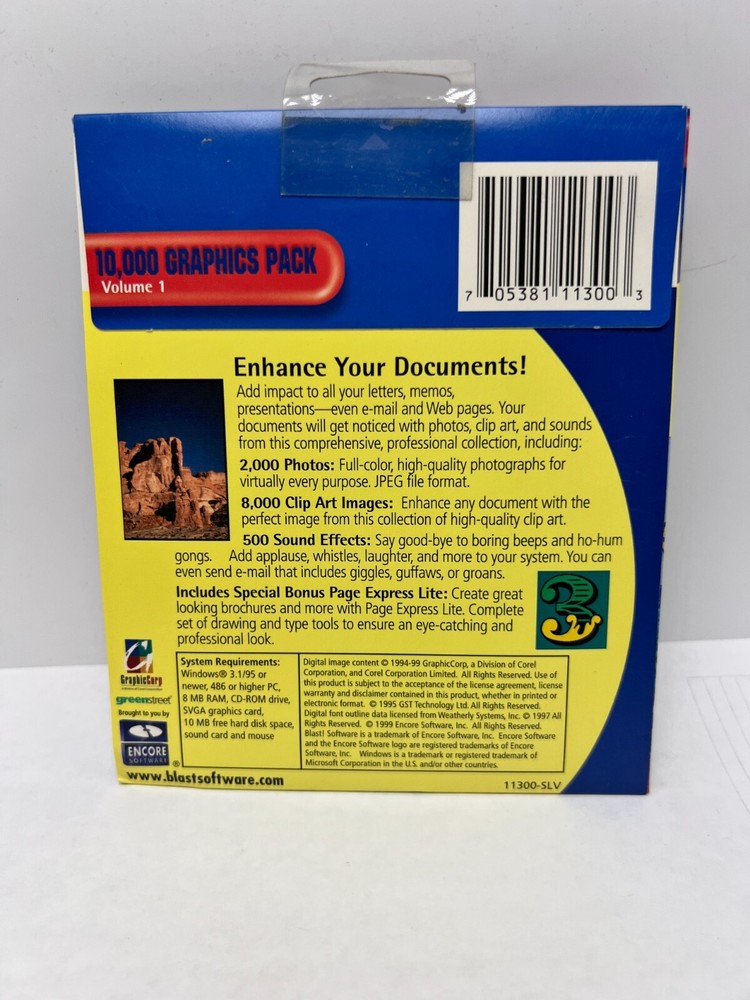 10,000 GRAPHICS PACK
Volume 1
7 05381 11300 3
Enhance Your Documents!
Add impact to all your letters, memos,
presentations—even e-mail and Web pages. Your
documents will get noticed with photos, clip art, and sounds
from this comprehensive, professional collection, including:
2,000 Photos: Full-color, high-quality photographs for
virtually every purpose. JPEG file format.
8,000 Clip Art Images: Enhance any document with the
perfect image from this collection of high-quality clip art.
500 Sound Effects: Say good-bye to boring beeps and ho-hum
gongs. Add applause, whistles, laughter, and more to your system. You can
even send e-mail that includes giggles, guffaws, or groans.
Includes Special Bonus Page Express Lite: Create great
looking brochures and more with Page Express Lite. Complete
set of drawing and type tools to ensure an eye-catching and
professional look.
3
GraphicCorp
greenstreet
Brought to you by
ENCORE
SOFTWARE
®
System Requirements:
Windows® 3.1/95 or
newer, 486 or higher PC,
8 MB RAM, CD-ROM drive,
SVGA graphics card,
10 MB free hard disk space,
sound card and mouse
Digital image content © 1994-99 GraphicCorp, a Division of Corel
Corporation, and Corel Corporation Limited. All Rights Reserved. Use of
this product is subject to the acceptance of the license agreement, license
warranty and disclaimer contained in this product, whether in printed or
electronic format. © 1995 GST Technology Ltd. All Rights Reserved.
Digital font outline data licensed from Weatherly Systems, Inc. © 1997 All
Rights Reserved. © 1999 Encore Software, Inc. All Rights Reserved.
Blast! Software is a trademark of Encore Software, Inc. Encore Software
and the Encore Software logo are registered trademarks of Encore
Software, Inc. Windows is a trademark or registered trademark of
Microsoft Corporation in the U.S. and/or other countries.
www.blastsoftware.com
11300-SLV